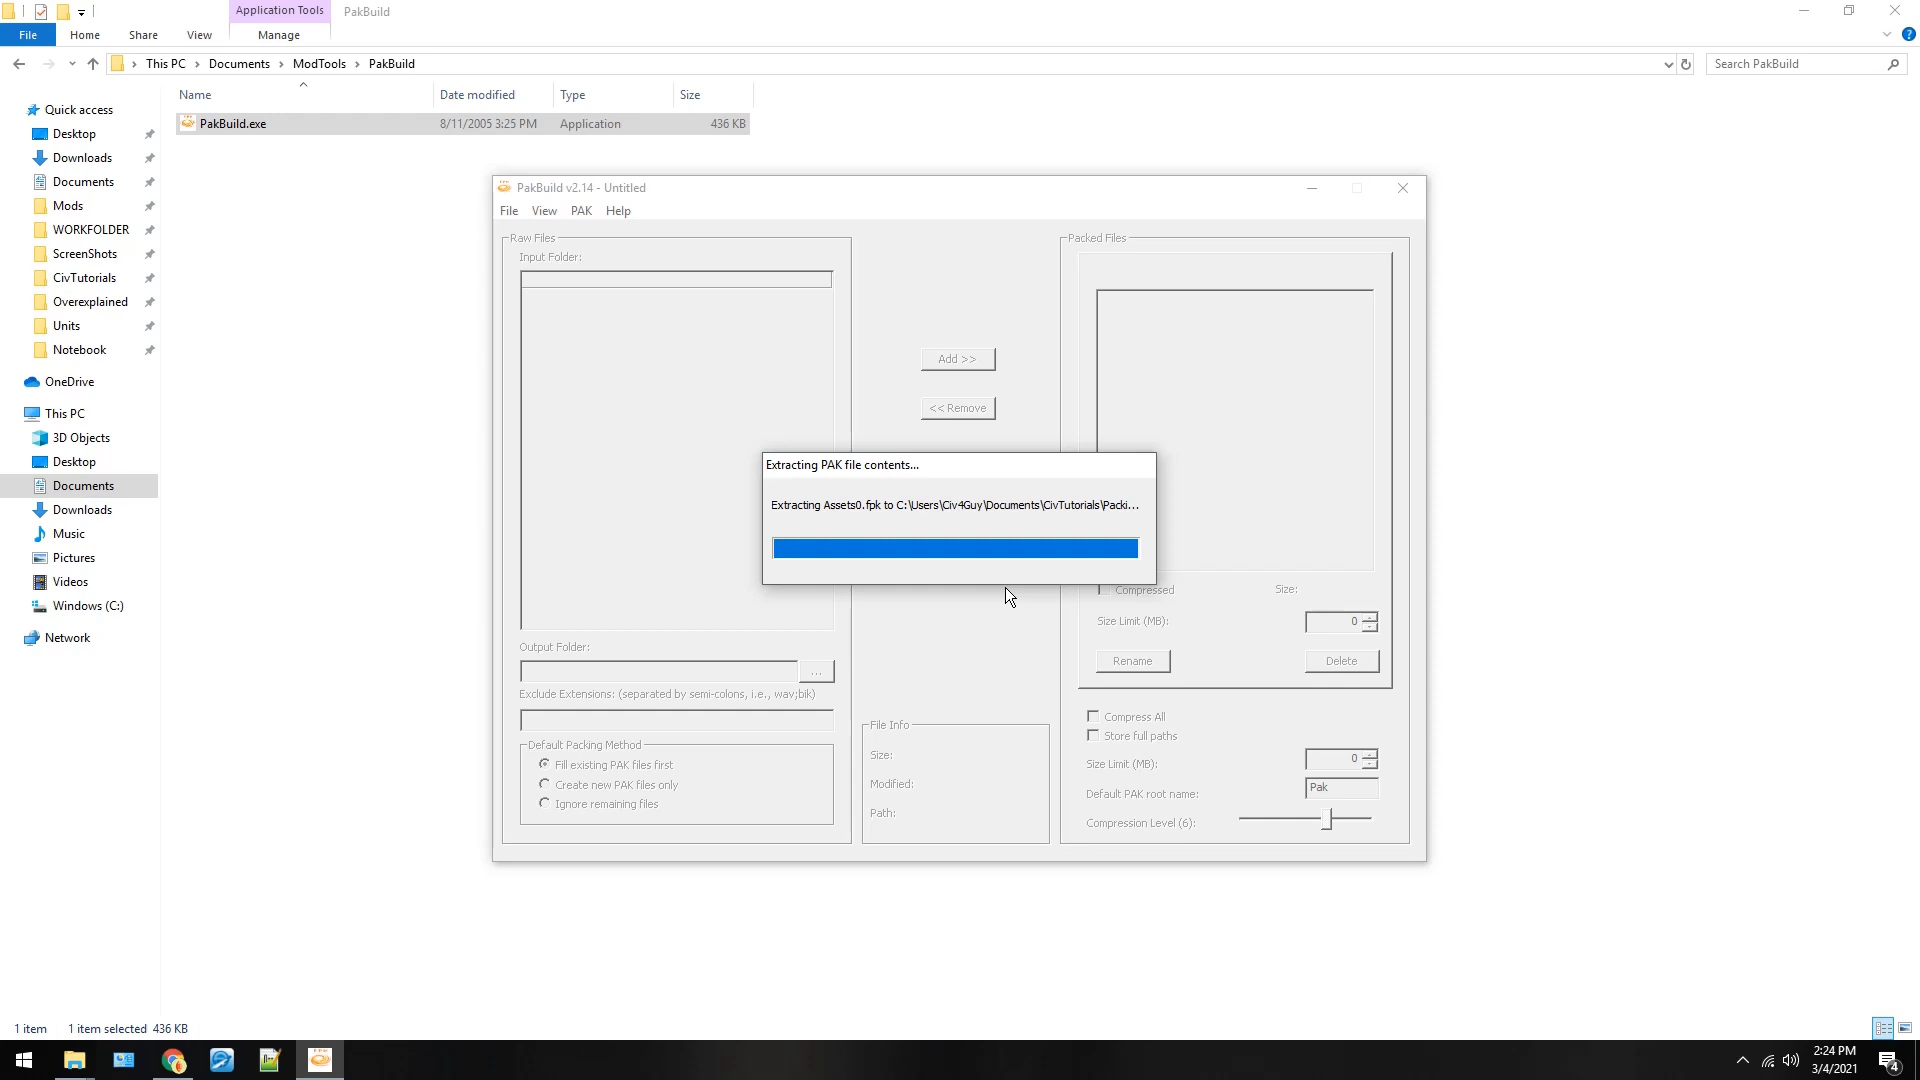 Application Tools
PakBuild
File
Home
Share
View
Manage
This PC
Documents
ModTools
PakBuild
Search PakBuild
Name
Date modified
Type
Size
PakBuild.exe
8/11/2005 3:25 PM
Application
436 KB
Quick access
Desktop
Downloads
Documents
Mods
WORKFOLDER
ScreenShots
CivTutorials
Overexplained
Units
Notebook
OneDrive
This PC
3D Objects
Desktop
Documents
Downloads
Music
Pictures
Videos
Windows (C:)
Network
PakBuild v2.14 - Untitled
File
View
PAK
Help
Raw Files
Input Folder:
Add >>
<< Remove
Packed Files
Extracting PAK file contents...
Extracting Assets0.fpk to C:\Users\Civ4Guy\Documents\CivTutorials\Packi...
Compressed
Size:
Size Limit (MB):
0
Rename
Delete
Output Folder:
...
Exclude Extensions: (separated by semi-colons, i.e., wav;bik)
Default Packing Method
Fill existing PAK files first
Create new PAK files only
Ignore remaining files
File Info
Size:
Modified:
Path:
Compress All
Store full paths
Size Limit (MB):
0
Default PAK root name:
Pak
Compression Level (6):
1 item
1 item selected 436 KB
2:24 PM
3/4/2021
4